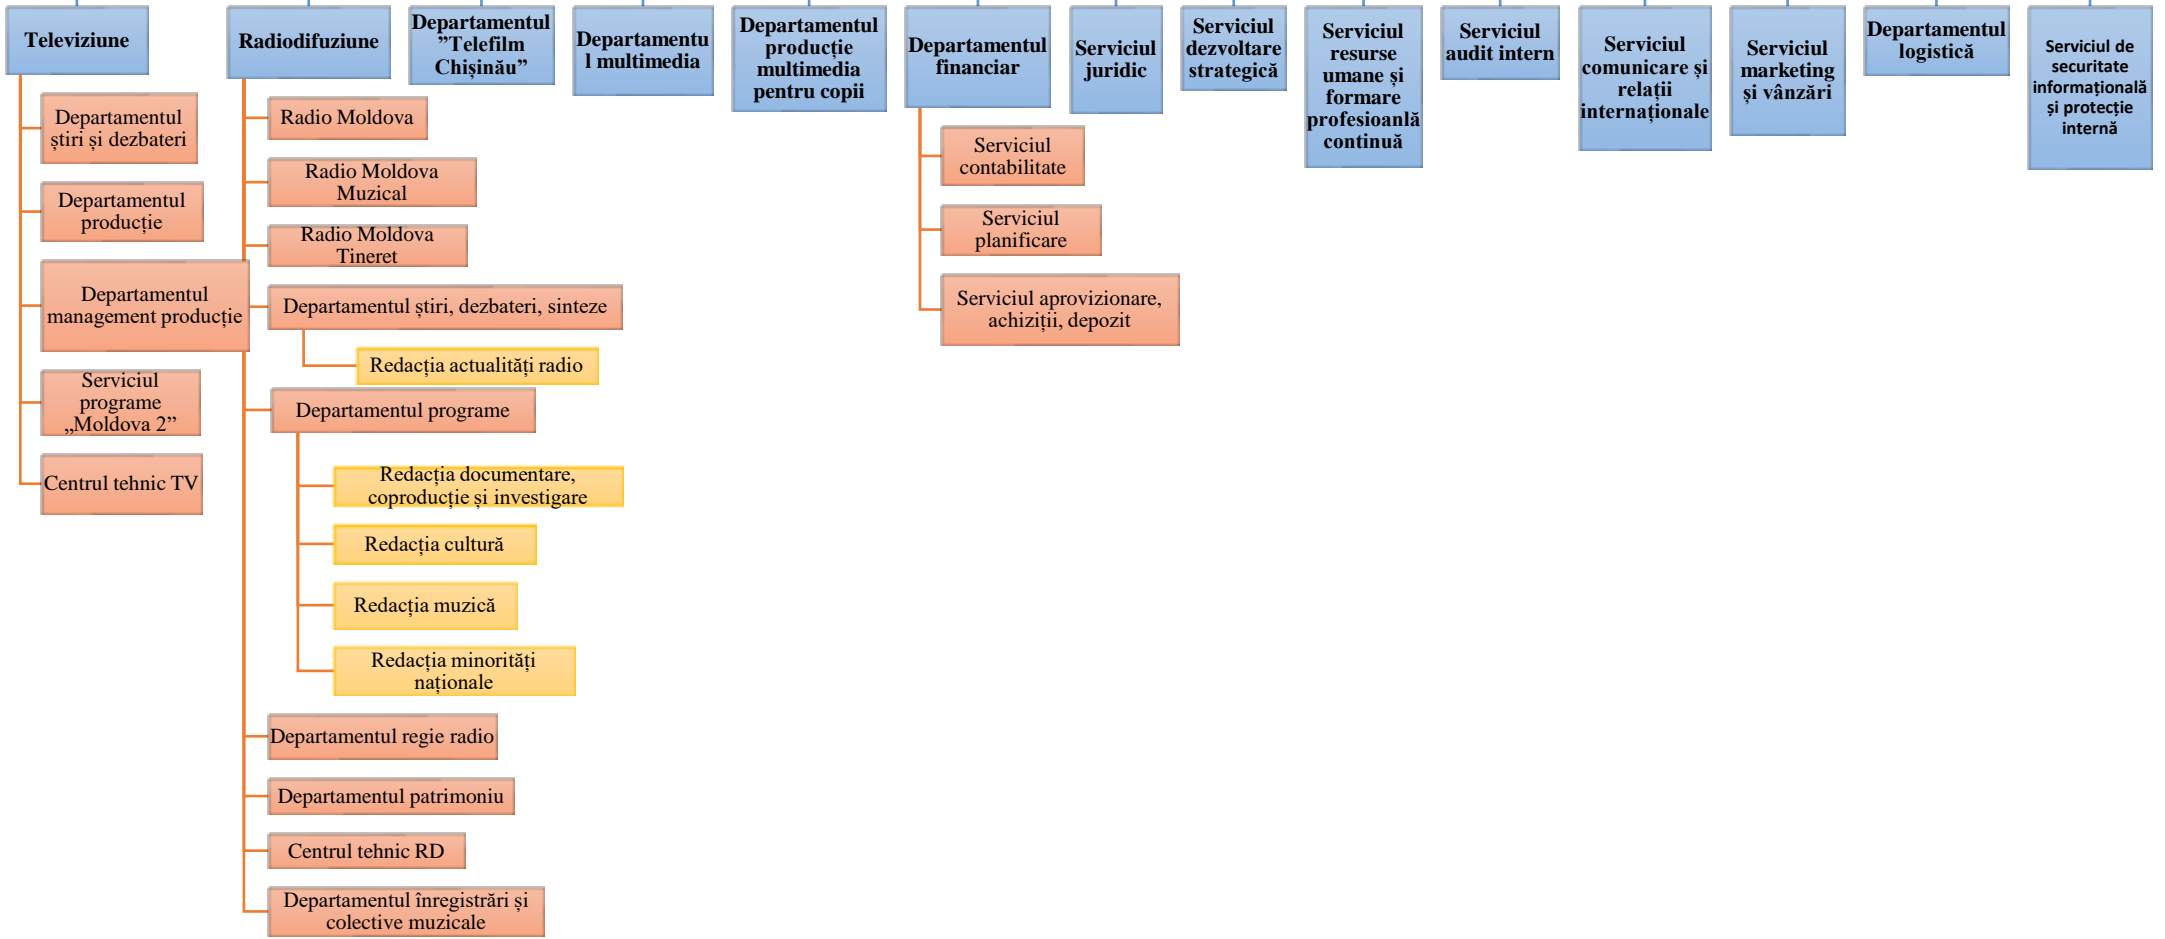 Televiziune
Departamentul
știri și dezbateri
Departamentul
producție
Departamentul
management producție
Serviciul
programe
„Moldova 2”
Centrul tehnic TV
Radiodifuziune
Radio Moldova
Radio Moldova
Muzical
Radio Moldova
Tineret
Departamentul știri, dezbateri, sinteze
Redacția actualități radio
Departamentul programe
Redacția documentare,
coproducție și investigare
Redacția cultură
Redacția muzică
Redacția minorități
naționale
Departamentul regie radio
Departamentul patrimoniu
Centrul tehnic RD
Departamentul înregistrări și
colective muzicale
Departamentul
”Telefilm
Chișinău”
Departamentu
l multimedia
Departamentul
producție
multimedia
pentru copii
Departamentul
financiar
Serviciul
contabilitate
Serviciul
planificare
Serviciul aprovizionare,
achiziții, depozit
Serviciul
juridic
Serviciul
dezvoltare
strategică
Serviciul
resurse
umane și
formare
profesioanlă
continuă
Serviciul
audit intern
Serviciul
comunicare și
relații
internaționale
Serviciul
marketing
și vânzări
Departamentul
logistică
Serviciul de
securitate
informațională
și protecție
internă